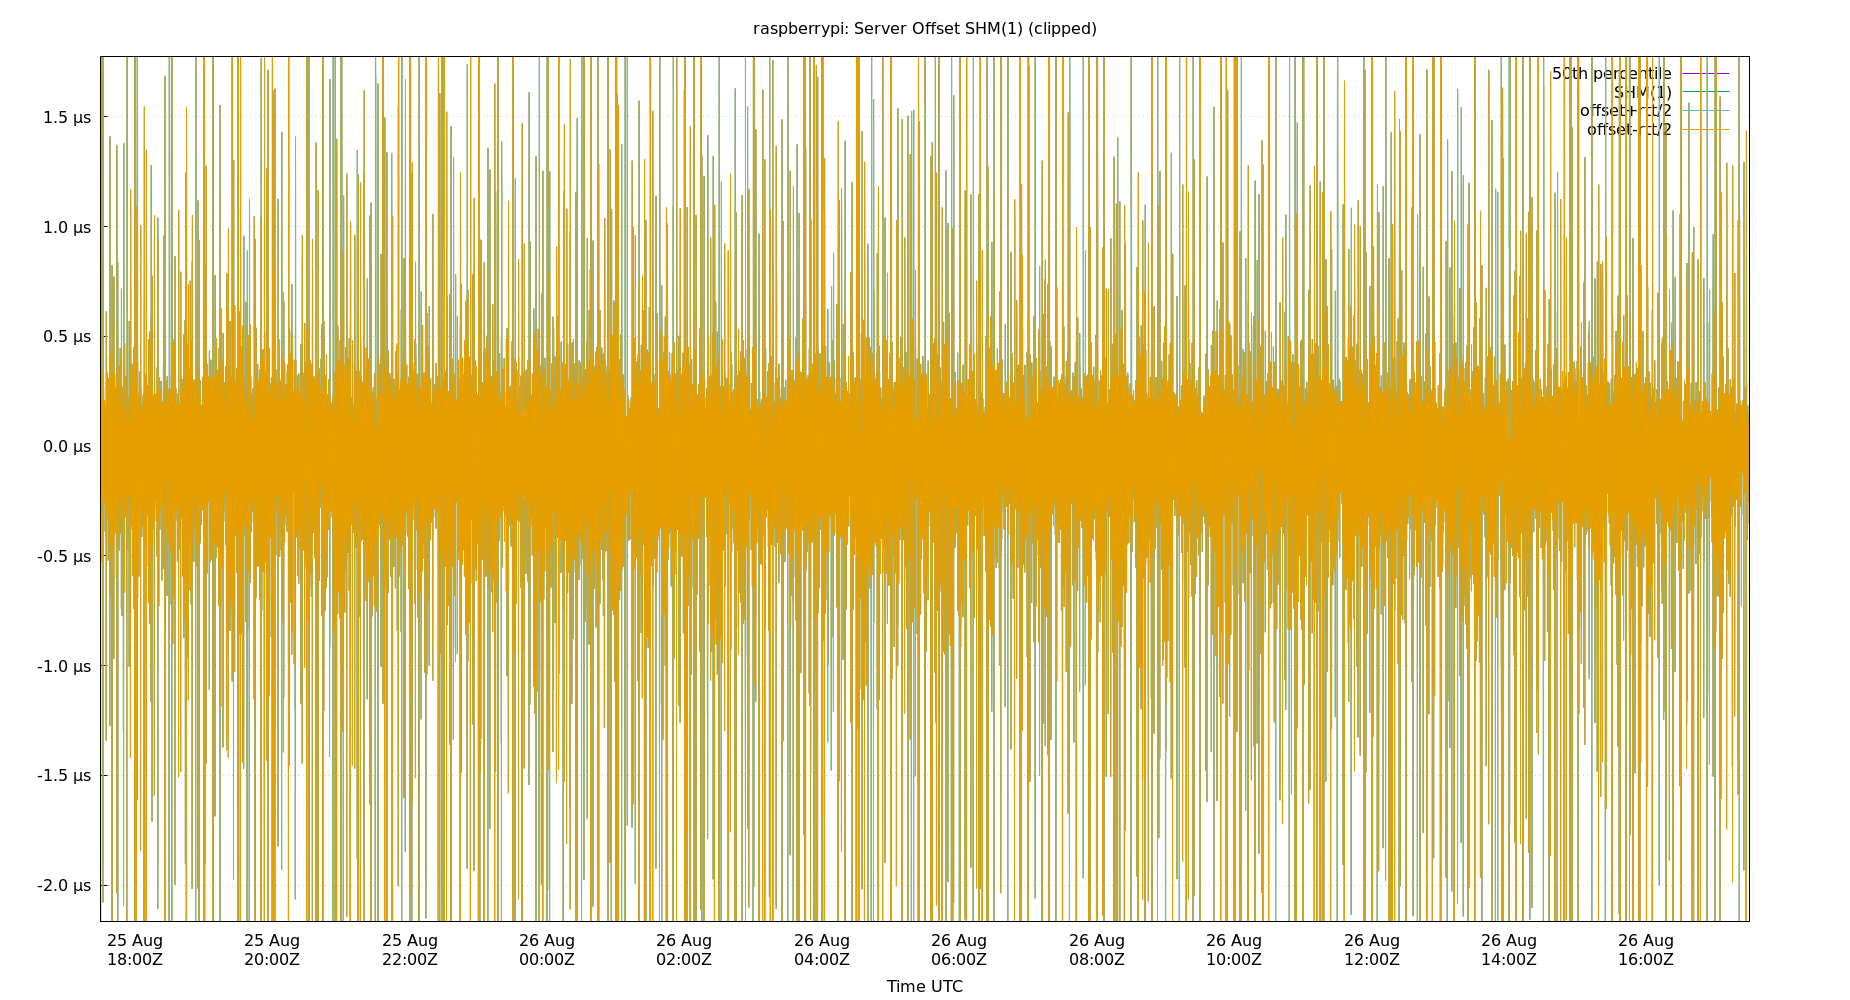 raspberrypi: Server Offset SHM(1) (clipped)
50th percentile
SHM(1)
offset+rtt/2
offset-rtt/2
1.5 µs
1.0 µs
0.5 µs
0.0 µs
-0.5 µs
-1.0 µs
-1.5 µs
-2.0 µs
25 Aug 25 Aug 25 Aug 26 Aug 26 Aug 26 Aug 26 Aug 26 Aug 26 Aug 26 Aug 26 Aug 26 Aug
18:00Z 20:00Z 22:00Z 00:00Z 02:00Z 04:00Z 06:00Z 08:00Z 10:00Z 12:00Z 14:00Z 16:00Z
Time UTC